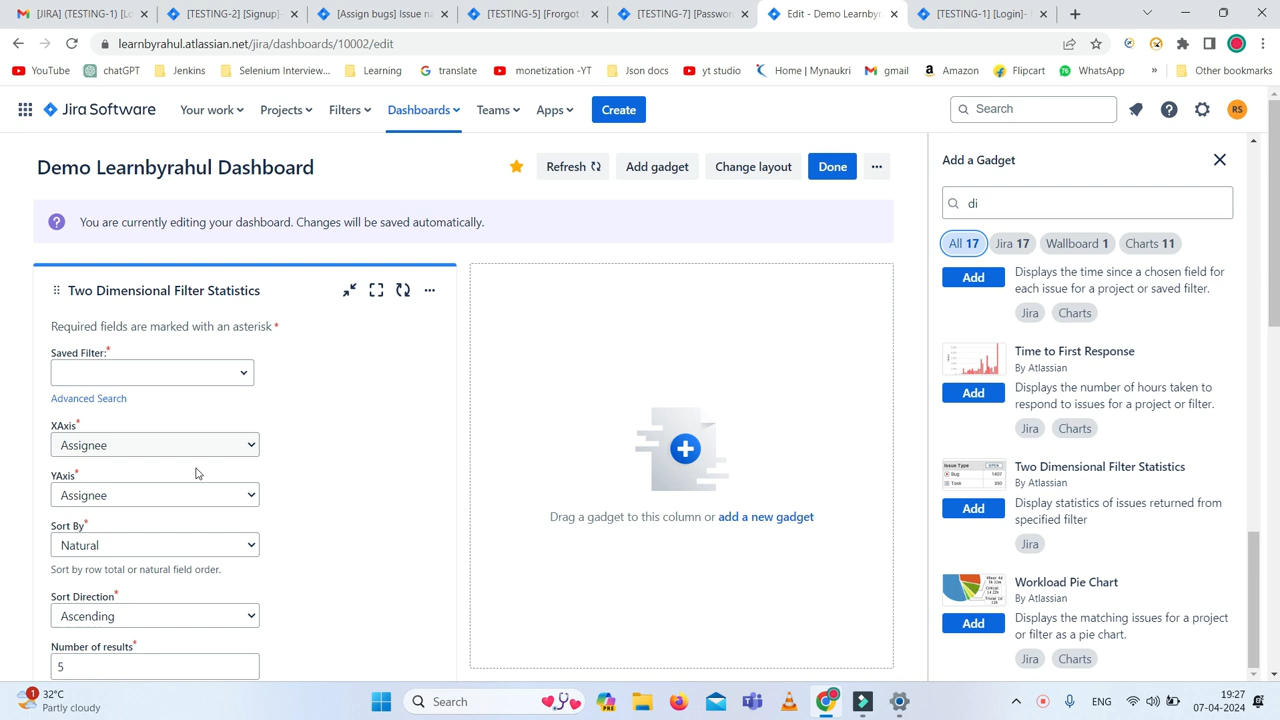 [JIRA] (TESTING-1) [Lo
[TESTING-2] [Signup]-
[Assign bugs] Issue na
[TESTING-5] [Frorgot
[TESTING-7] [Passwor
Edit - Demo Learnbyr
[TESTING-1] [Login]-
learnbyrahul.atlassian.net/jira/dashboards/10002/edit
YouTube
chatGPT
Jenkins
Selenium Interview...
Learning
translate
monetization -YT
Json docs
yt studio
Home | Mynaukri
gmail
Amazon
Flipcart
WhatsApp
»
Other bookmarks
Jira Software
Your work
Projects
Filters
Dashboards
Teams
Apps
Create
Search
RS
Demo Learnbyrahul Dashboard
Refresh
Add gadget
Change layout
Done
You are currently editing your dashboard. Changes will be saved automatically.
Two Dimensional Filter Statistics
Required fields are marked with an asterisk *
Saved Filter:*
Advanced Search
XAxis*
Assignee
YAxis*
Assignee
Sort By*
Natural
Sort by row total or natural field order.
Sort Direction*
Ascending
Number of results*
5
Drag a gadget to this column or add a new gadget
Add a Gadget
di
All 17
Jira 17
Wallboard 1
Charts 11
Add
Displays the time since a chosen field for
each issue for a project or saved filter.
Jira
Charts
Time to First Response
By Atlassian
Add
Displays the number of hours taken to
respond to issues for a project or filter.
Jira
Charts
Two Dimensional Filter Statistics
By Atlassian
Add
Display statistics of issues returned from
specified filter
Jira
Workload Pie Chart
By Atlassian
Add
Displays the matching issues for a project
or filter as a pie chart.
Jira
Charts
1
32°C
Partly cloudy
Search
ENG
19:27
07-04-2024